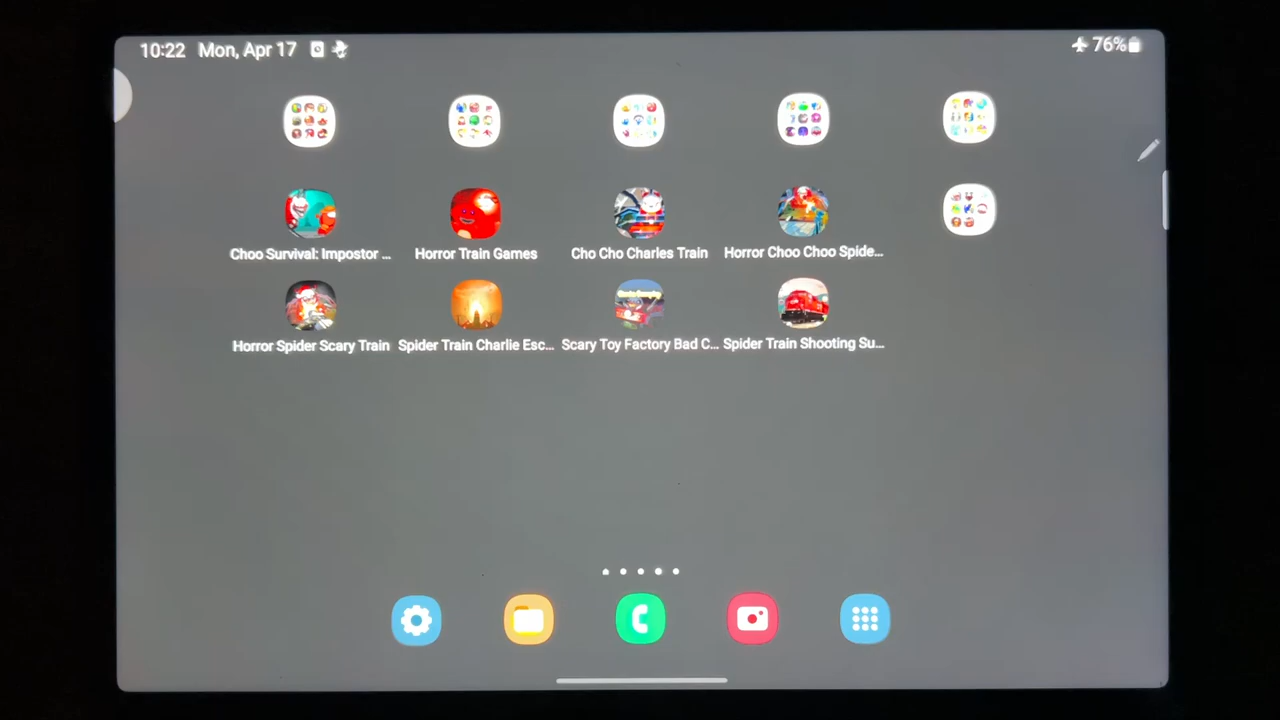 10:22 Mon, Apr 17
76%
Choo Survival: Impostor ...
Horror Train Games
Cho Cho Charles Train
Horror Choo Choo Spide...
Horror Spider Scary Train
Spider Train Charlie Esc...
Scary Toy Factory Bad C...
Spider Train Shooting Su...